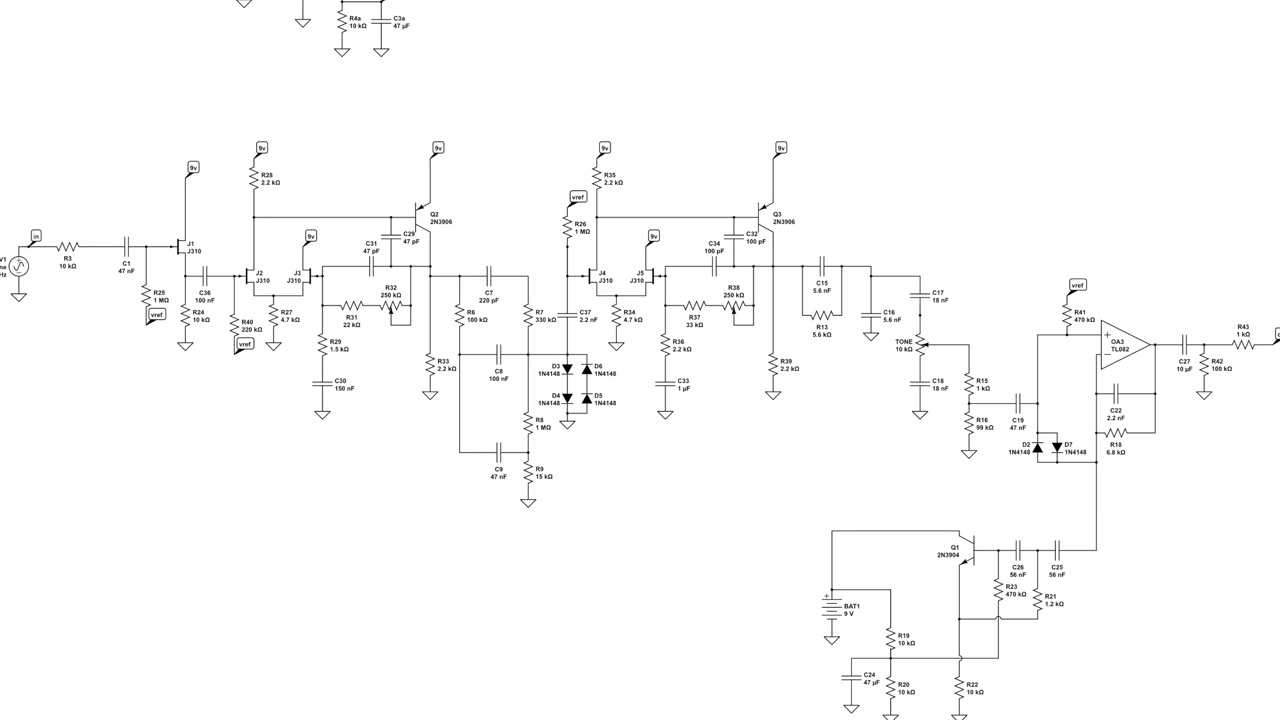 R4a
10 kΩ
C3a
47 µF
in
V1
ne
Hz
R3
10 kΩ
C1
47 nF
R25
1 MΩ
vref
9v
J1
J310
R24
10 kΩ
C36
100 nF
R40
220 kΩ
vref
9v
R28
2.2 kΩ
J2
J310
R27
4.7 kΩ
9v
J3
J310
C31
47 pF
C29
47 pF
R31
22 kΩ
R32
250 kΩ
R29
1.5 kΩ
C30
150 nF
9v
Q2
2N3906
R33
2.2 kΩ
R6
100 kΩ
C7
220 pF
R7
330 kΩ
C8
100 nF
R8
1 MΩ
C9
47 nF
R9
15 kΩ
vref
R26
1 MΩ
C37
2.2 nF
D3
1N4148
D6
1N4148
D4
1N4148
D5
1N4148
9v
R35
2.2 kΩ
J4
J310
R34
4.7 kΩ
9v
J5
J310
C34
100 pF
C32
100 pF
R37
33 kΩ
R38
250 kΩ
R36
2.2 kΩ
C33
1 µF
9v
Q3
2N3906
R39
2.2 kΩ
C15
5.6 nF
R13
5.6 kΩ
C16
5.6 nF
C17
18 nF
TONE
10 kΩ
C18
18 nF
R15
1 kΩ
R16
99 kΩ
C19
47 nF
vref
R41
470 kΩ
OA3
TL082
C22
2.2 nF
R18
6.8 kΩ
D2
1N4148
D7
1N4148
C27
10 µF
R42
100 kΩ
R43
1 kΩ
Q1
2N3904
C26
56 nF
C25
56 nF
R23
470 kΩ
R21
1.2 kΩ
BAT1
9 V
R19
10 kΩ
C24
47 µF
R20
10 kΩ
R22
10 kΩ